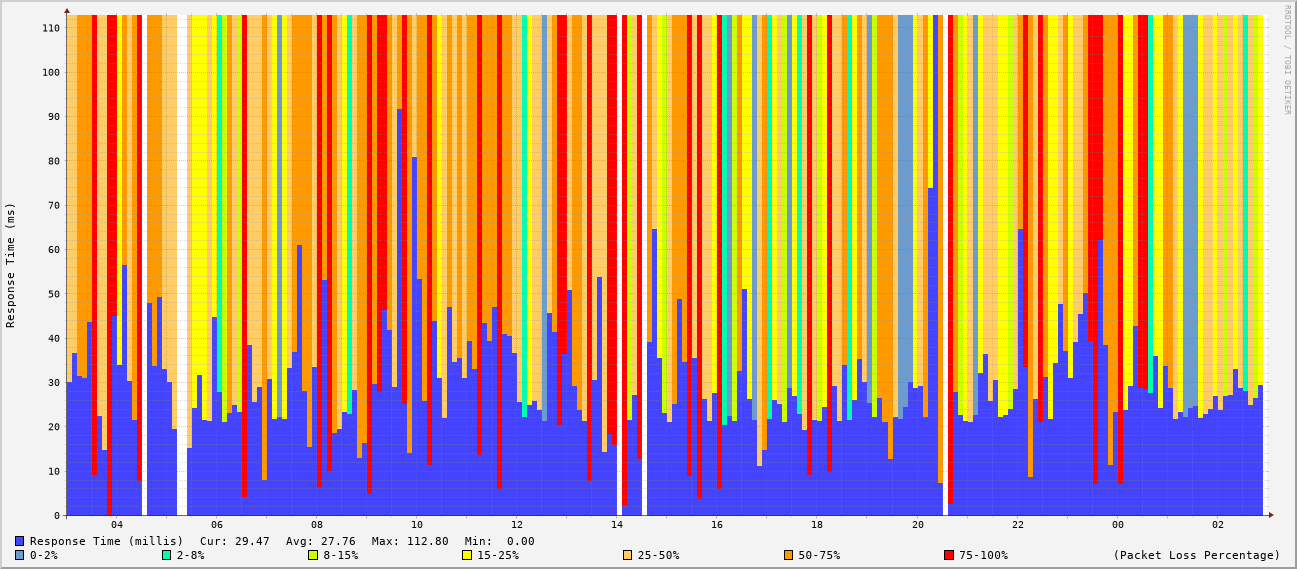 RRDTOOL / TOBI OETIKER
Response Time (ms)
110
100
90
80
70
60
50
40
30
20
10
0
04 06 08 10 12 14 16 18 20 22 00 02
Response Time (millis) Cur: 29.47 Avg: 27.76 Max: 112.80 Min: 0.00
0-2% 2-8% 8-15% 15-25% 25-50% 50-75% 75-100% (Packet Loss Percentage)